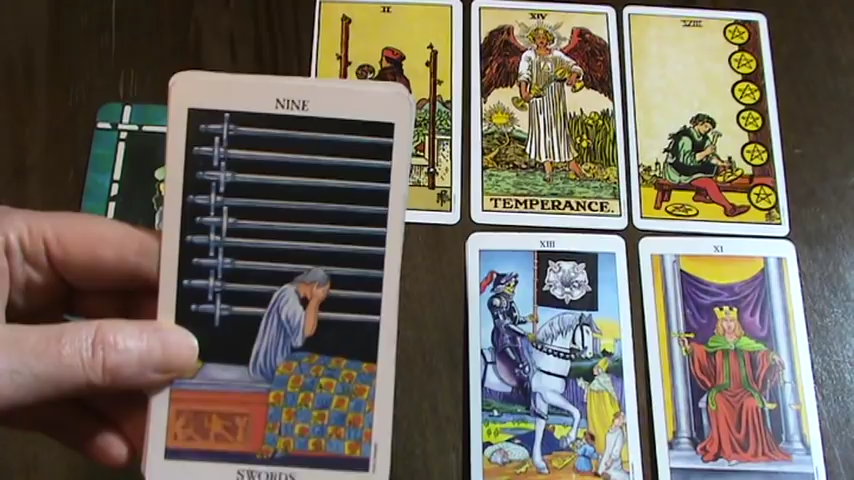 II
XIV
TEMPERANCE.
VIII
NINE
SWORDS
XIII
XI